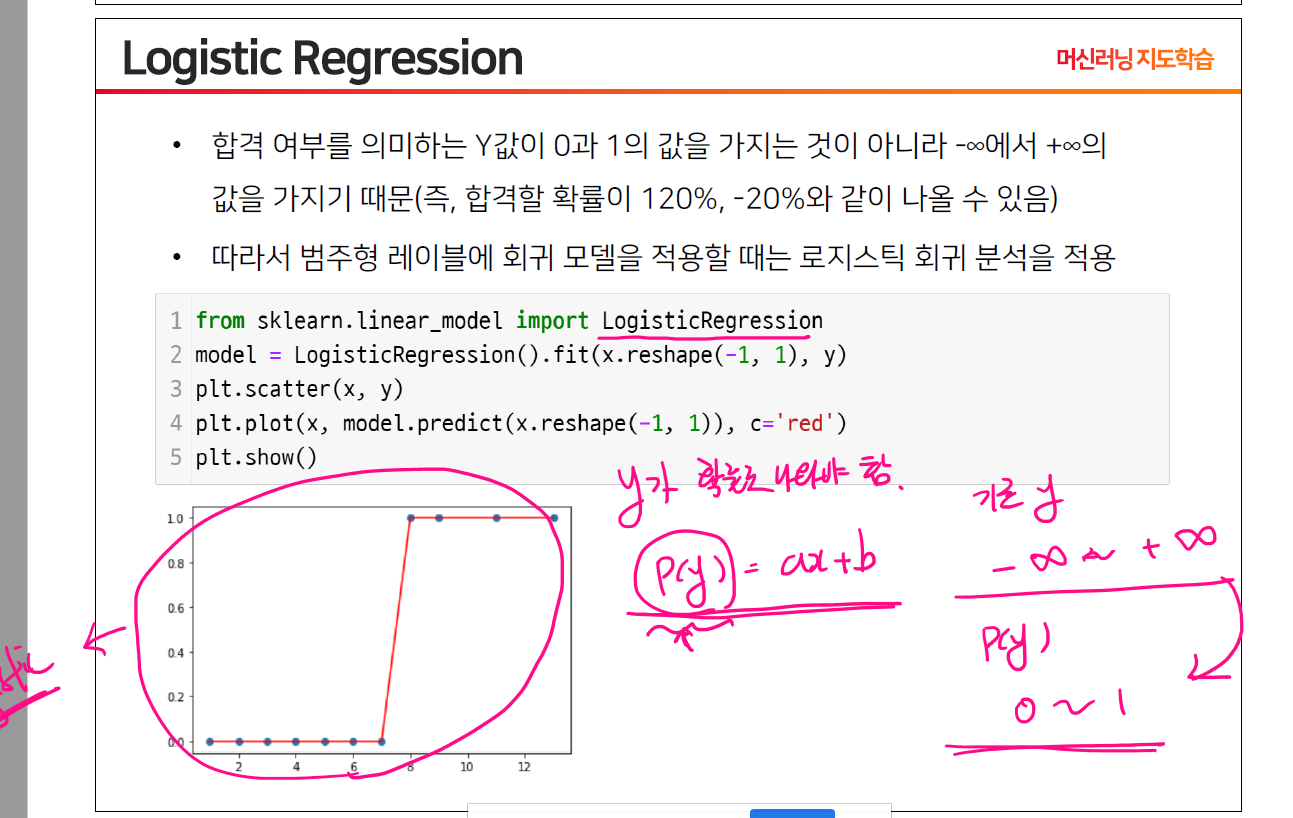 Logistic Regression
머신러닝 지도학습
• 합격 여부를 의미하는 Y값이 0과 1의 값을 가지는 것이 아니라 -∞에서 +∞의
값을 가지기 때문(즉, 합격할 확률이 120%, -20%와 같이 나올 수 있음)
• 따라서 범주형 레이블에 회귀 모델을 적용할 때는 로지스틱 회귀 분석을 적용
1 from sklearn.linear_model import LogisticRegression
2 model = LogisticRegression().fit(x.reshape(-1, 1), y)
3 plt.scatter(x, y)
4 plt.plot(x, model.predict(x.reshape(-1, 1)), c='red')
5 plt.show()
y가 확률로 나와야 함.
P(y) = ax+b
기존 y
-∞ ~ +∞
P(y)
0 ~ 1
1.0
0.8
0.6
0.4
0.2
0.0
2 4 6 8 10 12